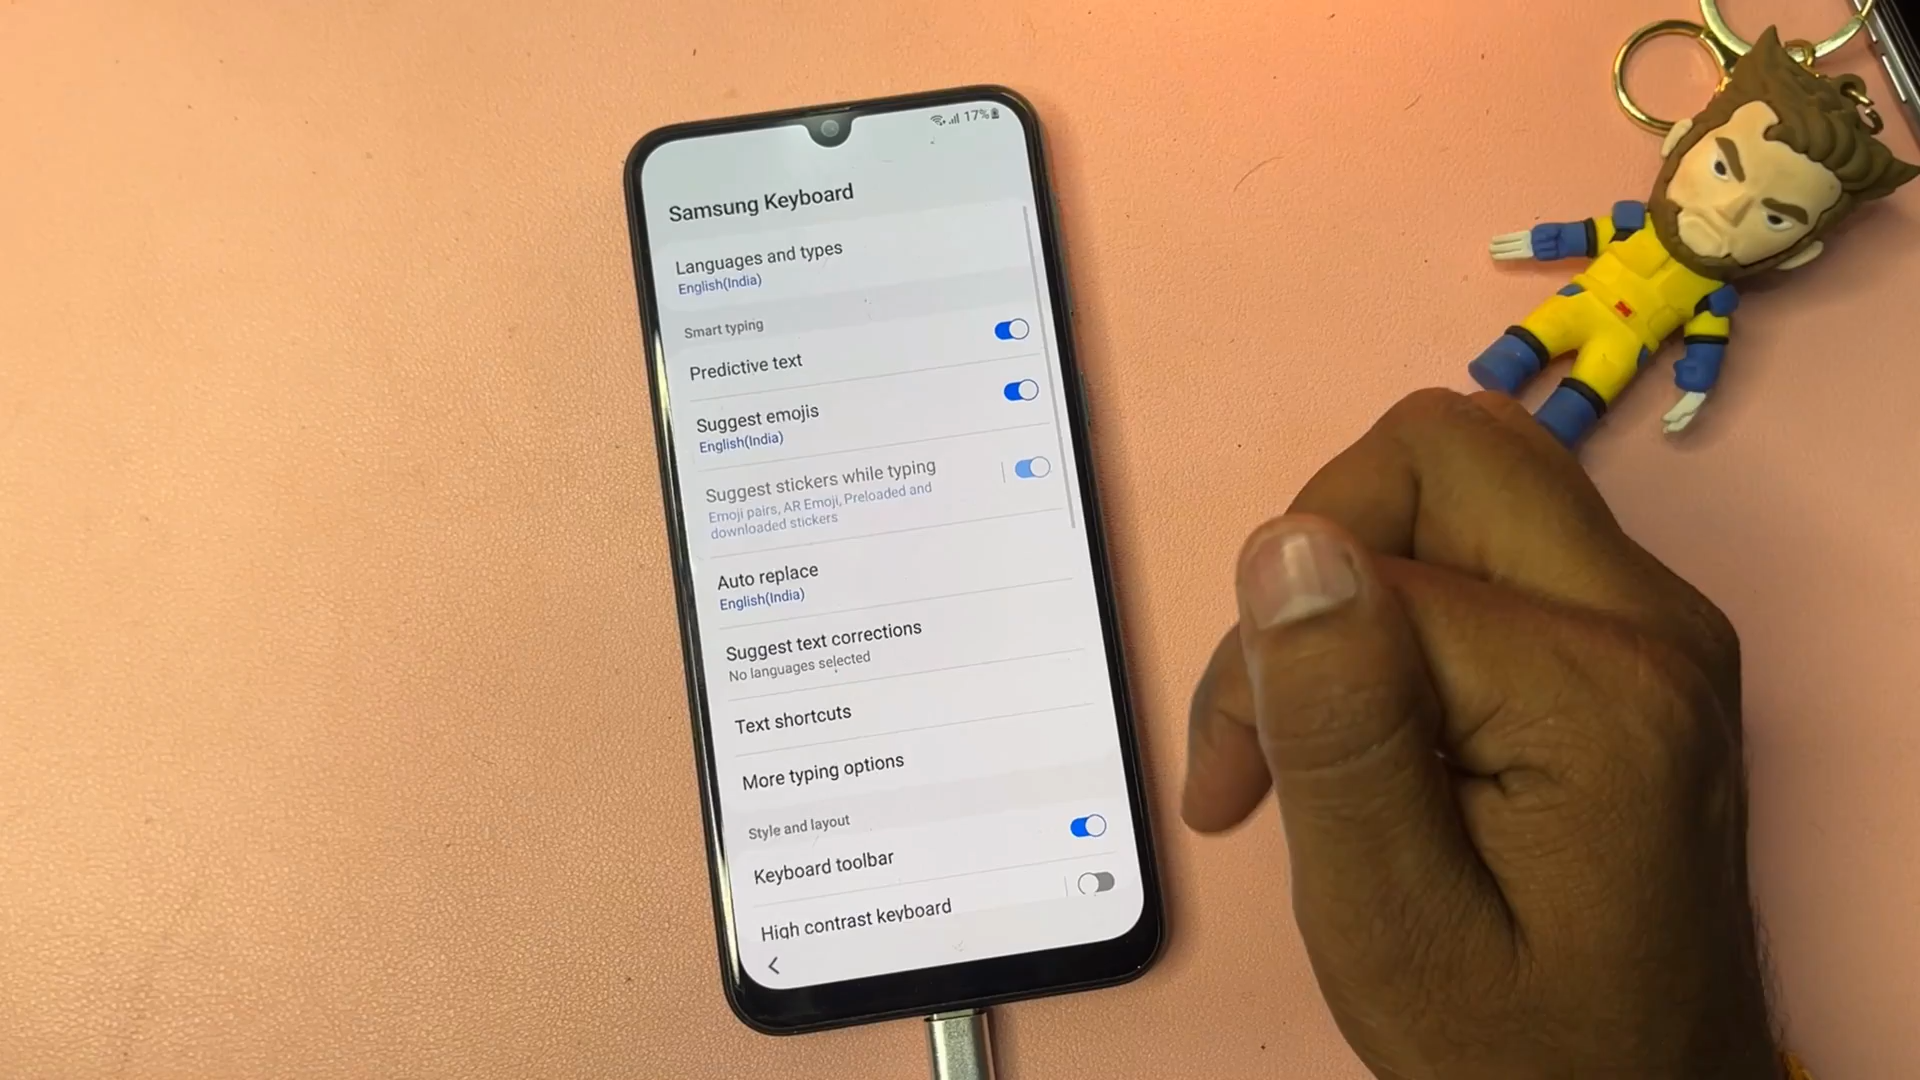 17%
Samsung Keyboard
Languages and types
English(India)
Smart typing
Predictive text
Suggest emojis
English(India)
Suggest stickers while typing
Emoji pairs, AR Emoji, Preloaded and
downloaded stickers
Auto replace
English(India)
Suggest text corrections
No languages selected
Text shortcuts
More typing options
Style and layout
Keyboard toolbar
High contrast keyboard